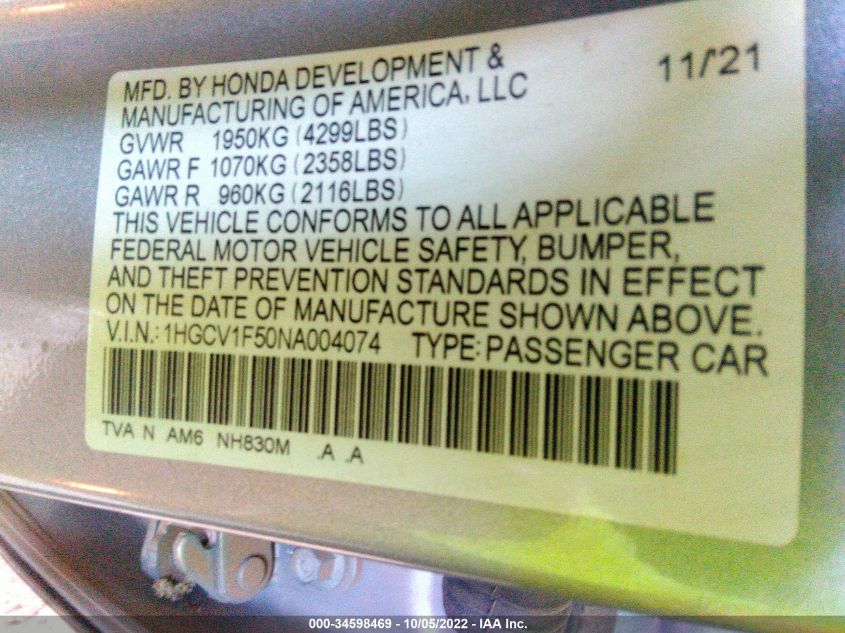 MFD. BY HONDA DEVELOPMENT & 11/'21
MANUFACTURING OF AMERICA, LLC
GVWR 1950KG (4299LBS)
GAWR F 1070KG (2358LBS)
GAWR R 960KG (2116LBS)
THIS VEHICLE CONFORMS TO ALL APPLICABLE
FEDERAL MOTOR VEHICLE SAFETY, BUMPER,
AND THEFT PREVENTION STANDARDS IN EFFECT
ON THE DATE OF MANUFACTURE SHOWN ABOVE.
V.I.N.: 1HGCV1F50NA004074 TYPE: PASSENGER CAR
TVA N AM6 NH830M .A .A
000-34598469 - 10/05/2022 - IAA Inc.